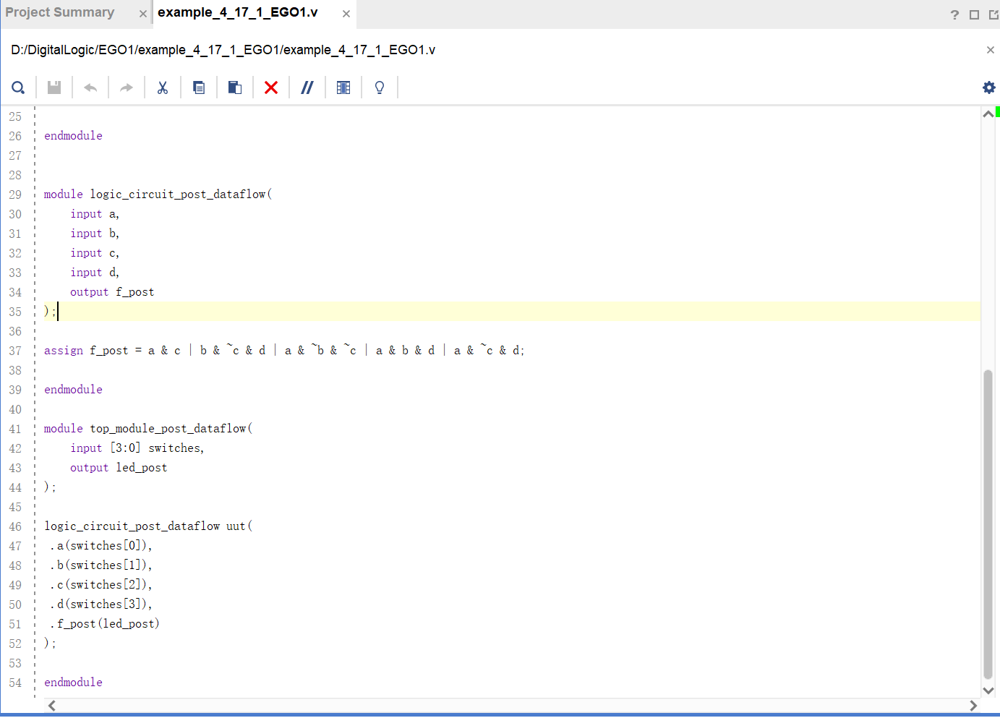 Project Summary
example_4_17_1_EGO1.v
D:/DigitalLogic/EGO1/example_4_17_1_EGO1/example_4_17_1_EGO1.v
25
26 endmodule
27
28
29 module logic_circuit_post_dataflow(
30 input a,
31 input b,
32 input c,
33 input d,
34 output f_post
35 );
36
37 assign f_post = a & c | b & ~c & d | a & ~b & ~c | a & b & d | a & ~c & d;
38
39 endmodule
40
41 module top_module_post_dataflow(
42 input [3:0] switches,
43 output led_post
44 );
45
46 logic_circuit_post_dataflow uut(
47 .a(switches[0]),
48 .b(switches[1]),
49 .c(switches[2]),
50 .d(switches[3]),
51 .f_post(led_post)
52 );
53
54 endmodule